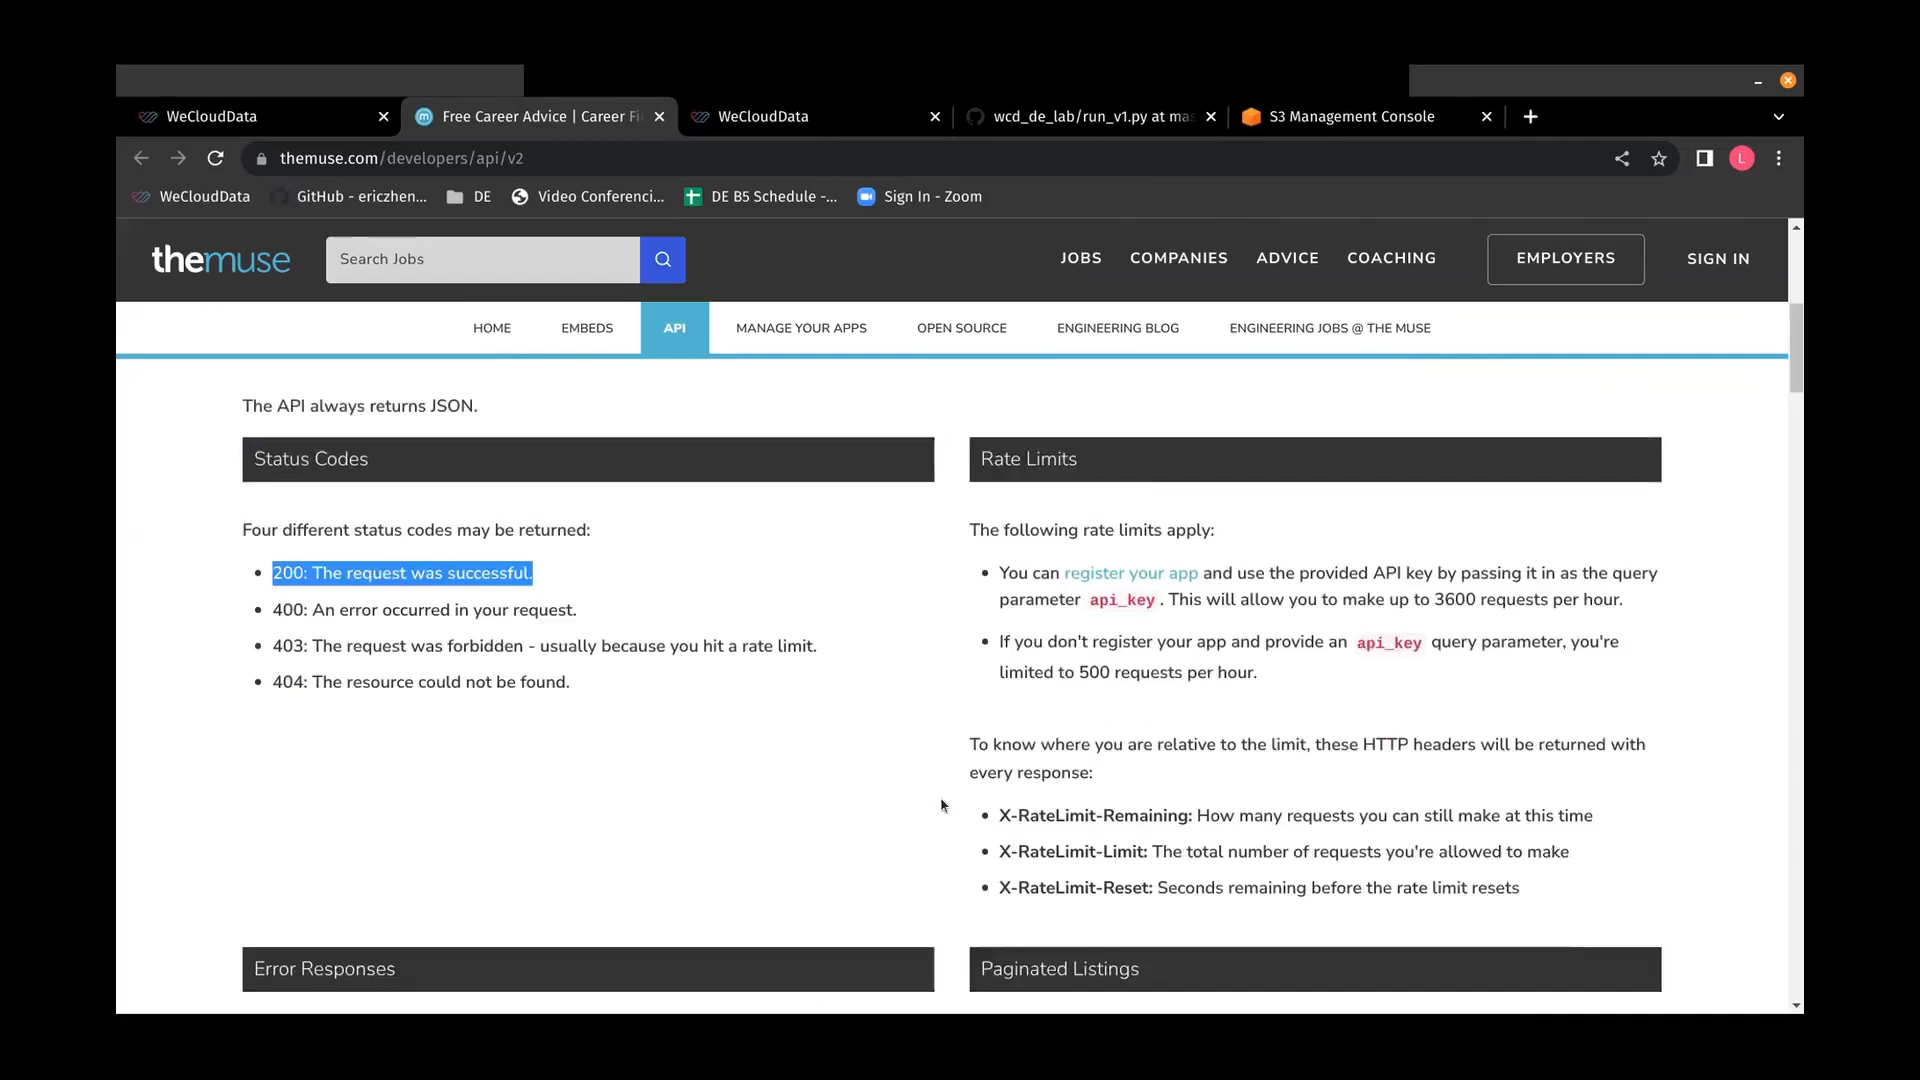 WeCloudData
Free Career Advice | Career Fi
WeCloudData
wcd_de_lab/run_v1.py at mas
S3 Management Console
themuse.com/developers/api/v2
L
WeCloudData
GitHub - ericzhen...
DE
Video Conferenci...
DE B5 Schedule -...
Sign In - Zoom
themuse
Search Jobs
JOBS
COMPANIES
ADVICE
COACHING
EMPLOYERS
SIGN IN
HOME
EMBEDS
API
MANAGE YOUR APPS
OPEN SOURCE
ENGINEERING BLOG
ENGINEERING JOBS @ THE MUSE
The API always returns JSON.
Status Codes
Four different status codes may be returned:
200: The request was successful.
400: An error occurred in your request.
403: The request was forbidden - usually because you hit a rate limit.
404: The resource could not be found.
Rate Limits
The following rate limits apply:
You can register your app and use the provided API key by passing it in as the query
parameter api_key. This will allow you to make up to 3600 requests per hour.
If you don't register your app and provide an api_key query parameter, you're
limited to 500 requests per hour.
To know where you are relative to the limit, these HTTP headers will be returned with
every response:
X-RateLimit-Remaining: How many requests you can still make at this time
X-RateLimit-Limit: The total number of requests you're allowed to make
X-RateLimit-Reset: Seconds remaining before the rate limit resets
Error Responses
Paginated Listings